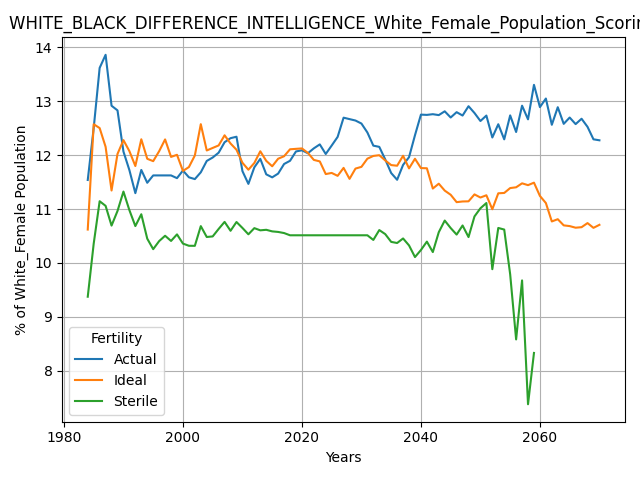 WHITE_BLACK_DIFFERENCE_INTELLIGENCE_White_Female_Population_Scorin
% of White_Female Population
14
13
12
11
10
9
8
Fertility
Actual
Ideal
Sterile
1980 2000 2020 2040 2060
Years